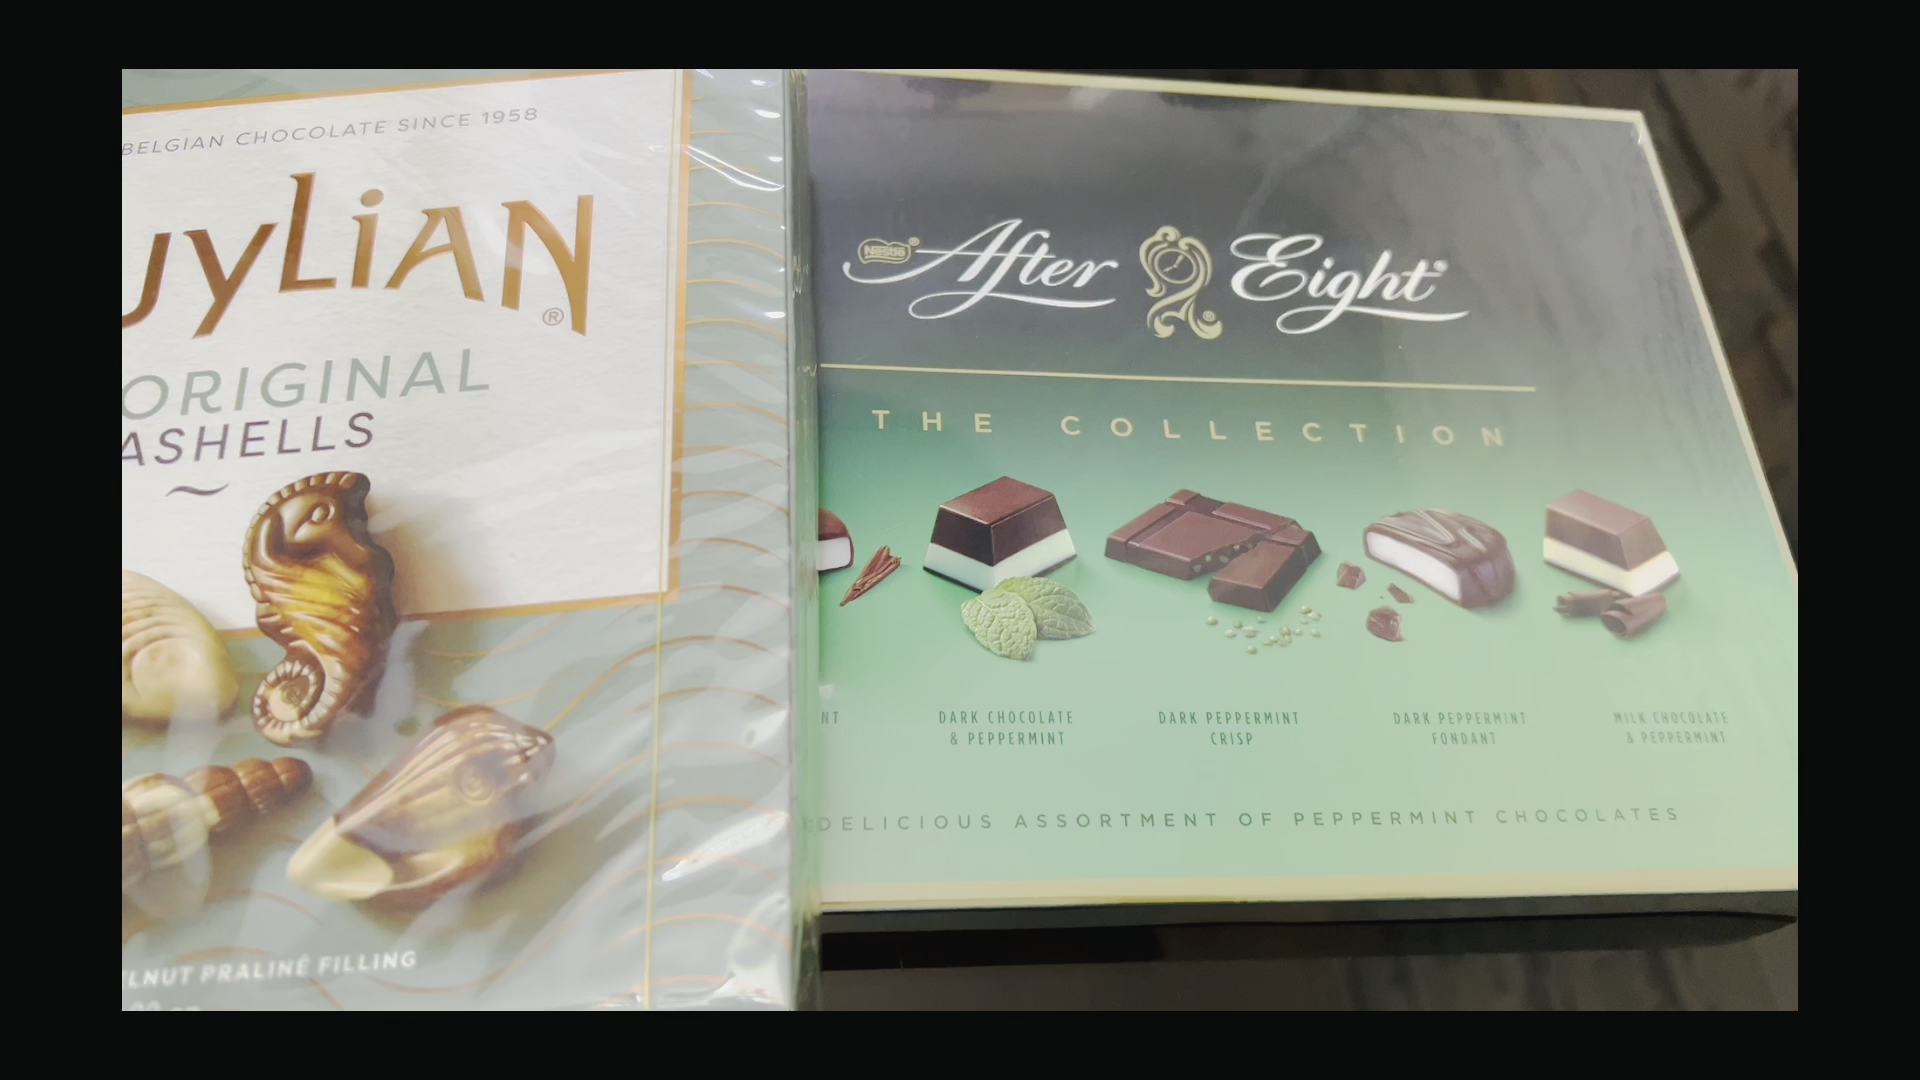 BELGIAN CHOCOLATE SINCE 1958
UYLIAN®
ORIGINAL
ASHELLS
LNUT PRALINÉ FILLING
Nestlé®
After Eight®
THE COLLECTION
NT
DARK CHOCOLATE
& PEPPERMINT
DARK PEPPERMINT
CRISP
DARK PEPPERMINT
FONDANT
MILK CHOCOLATE
& PEPPERMINT
DELICIOUS ASSORTMENT OF PEPPERMINT CHOCOLATES